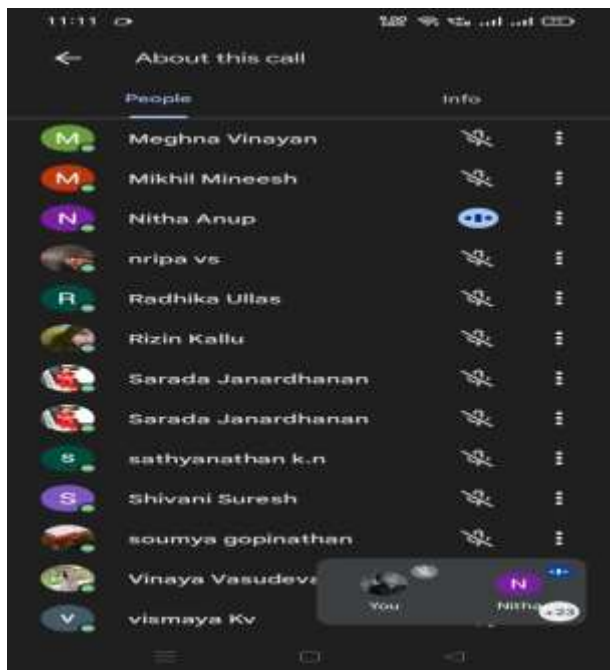 11:11
About this call
People Info
M Meghna Vinayan
M Mikhil Mineesh
N Nitha Anup
nripa vs
R Radhika Ullas
Rizin Kallu
Sarada Janardhanan
Sarada Janardhanan
s sathyanathan k.n
S Shivani Suresh
soumya gopinathan
Vinaya Vasudeva
N
You Nitha +23
V vismaya Kv